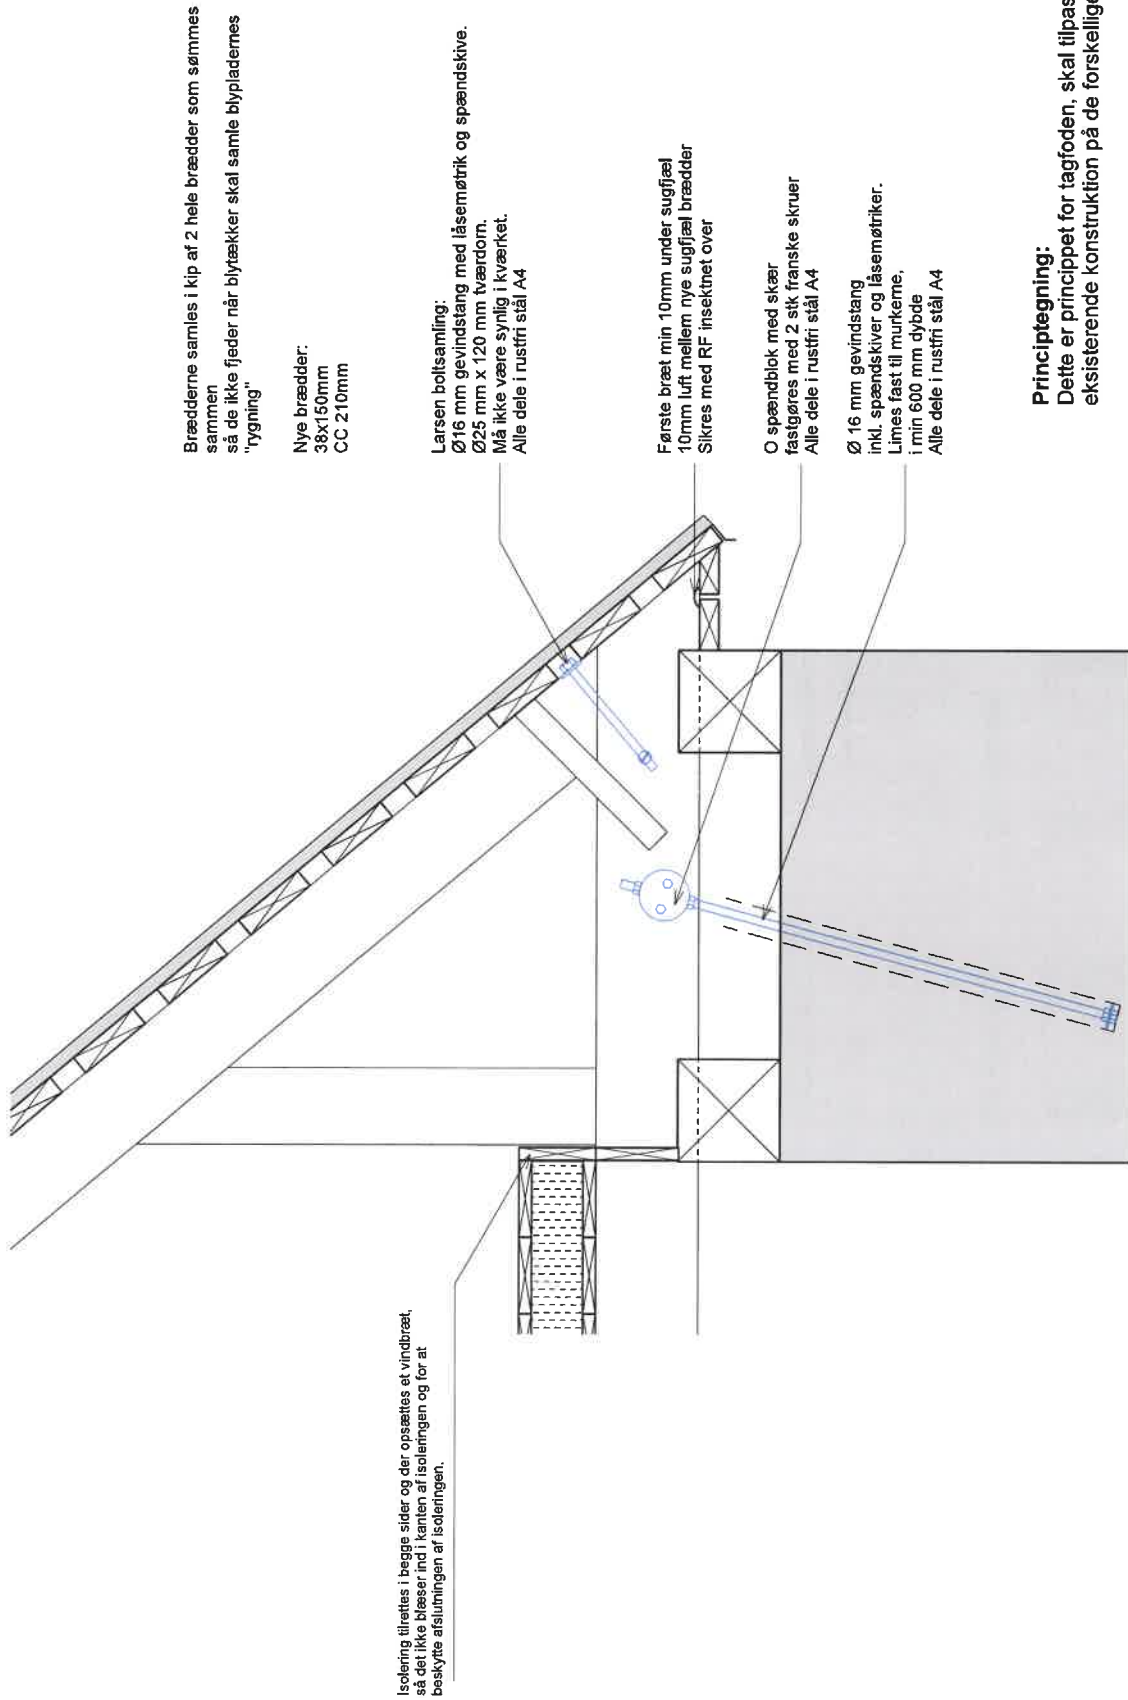 Brædderne samles i kip af 2 hele brædder som sømmes
sammen
så de ikke fjeder når blytækker skal samle blypladernes
"rygning"
Nye brædder:
38x150mm
CC 210mm
Larsen boltsamling:
Ø16 mm gevindstang med låsemøtrik og spændskive.
Ø25 mm x 120 mm tværdorn.
Må ikke være synlig i kværket.
Alle dele i rustfri stål A4
Første bræt min 10mm under sugfjæl
10mm luft mellem nye sugfjæl brædder
Sikres med RF insektnet over
O spændblok med skær
fastgøres med 2 stk franske skruer
Alle dele i rustfri stål A4
Ø 16 mm gevindstang
inkl. spændskiver og låsemøtriker.
Limes fast til murkerne,
i min 600 mm dybde
Alle dele i rustfri stål A4
Principtegning:
Dette er princippet for tagfoden, skal tilpas
eksisterende konstruktion på de forskellige
Isolering tilrettes i begge sider og der opsættes et vindbræt,
så det ikke blæser ind i kanten af isoleringen og for at
beskytte afslutningen af isoleringen.